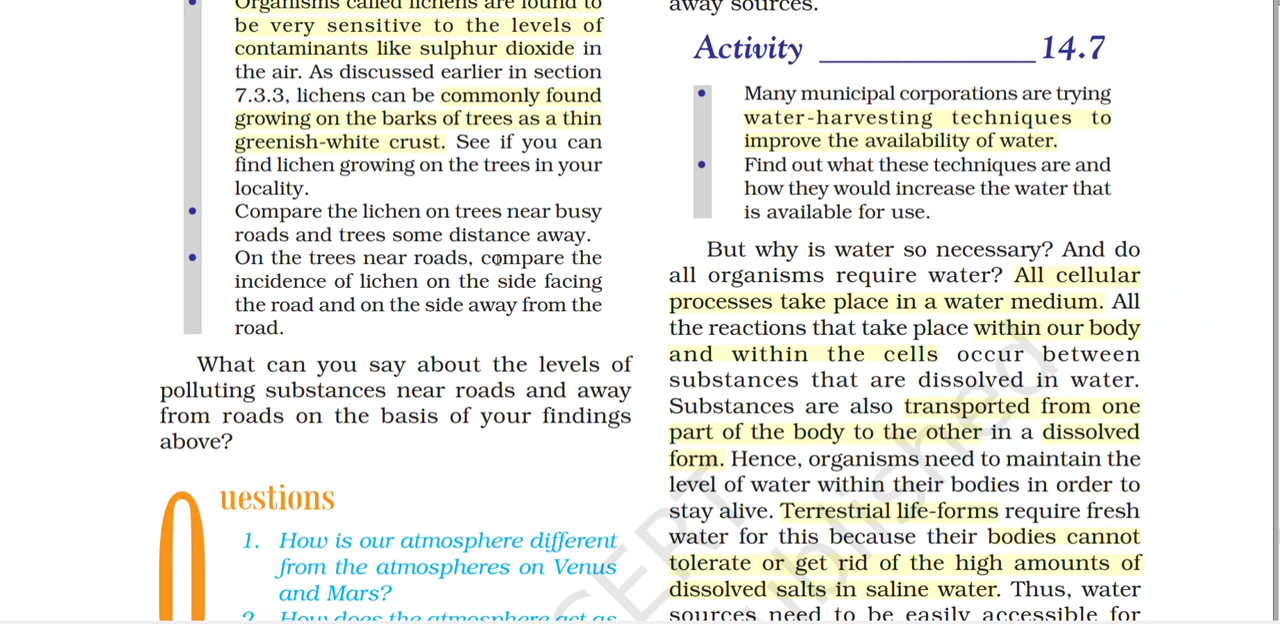 Organisms called lichens are found to
be very sensitive to the levels of
contaminants like sulphur dioxide in
the air. As discussed earlier in section
7.3.3, lichens can be commonly found
growing on the barks of trees as a thin
greenish-white crust. See if you can
find lichen growing on the trees in your
locality.
• Compare the lichen on trees near busy
roads and trees some distance away.
• On the trees near roads, compare the
incidence of lichen on the side facing
the road and on the side away from the
road.
What can you say about the levels of
polluting substances near roads and away
from roads on the basis of your findings
above?
Questions
1. How is our atmosphere different
from the atmospheres on Venus
and Mars?
2. How does the atmosphere act as
away sources.
Activity ______________ 14.7
• Many municipal corporations are trying
water-harvesting techniques to
improve the availability of water.
• Find out what these techniques are and
how they would increase the water that
is available for use.
But why is water so necessary? And do
all organisms require water? All cellular
processes take place in a water medium. All
the reactions that take place within our body
and within the cells occur between
substances that are dissolved in water.
Substances are also transported from one
part of the body to the other in a dissolved
form. Hence, organisms need to maintain the
level of water within their bodies in order to
stay alive. Terrestrial life-forms require fresh
water for this because their bodies cannot
tolerate or get rid of the high amounts of
dissolved salts in saline water. Thus, water
sources need to be easily accessible for